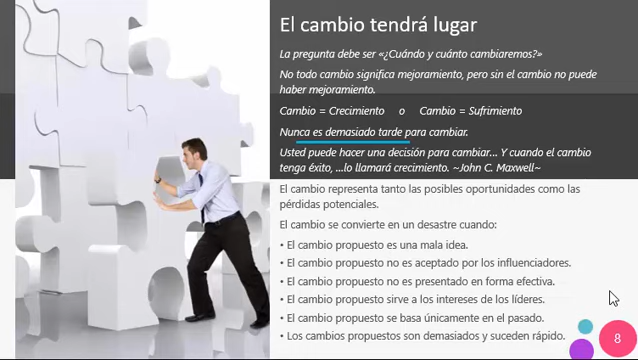 El cambio tendrá lugar
La pregunta debe ser «¿Cuándo y cuánto cambiaremos?»
No todo cambio significa mejoramiento, pero sin el cambio no puede
haber mejoramiento.
Cambio = Crecimiento o Cambio = Sufrimiento
Nunca es demasiado tarde para cambiar.
Usted puede hacer una decisión para cambiar... Y cuando el cambio
tenga éxito, ...lo llamará crecimiento. ~John C. Maxwell~
El cambio representa tanto las posibles oportunidades como las
pérdidas potenciales.
El cambio se convierte en un desastre cuando:
• El cambio propuesto es una mala idea.
• El cambio propuesto no es aceptado por los influenciadores.
• El cambio propuesto no es presentado en forma efectiva.
• El cambio propuesto sirve a los intereses de los líderes.
• El cambio propuesto se basa únicamente en el pasado.
• Los cambios propuestos son demasiados y suceden rápido.
8